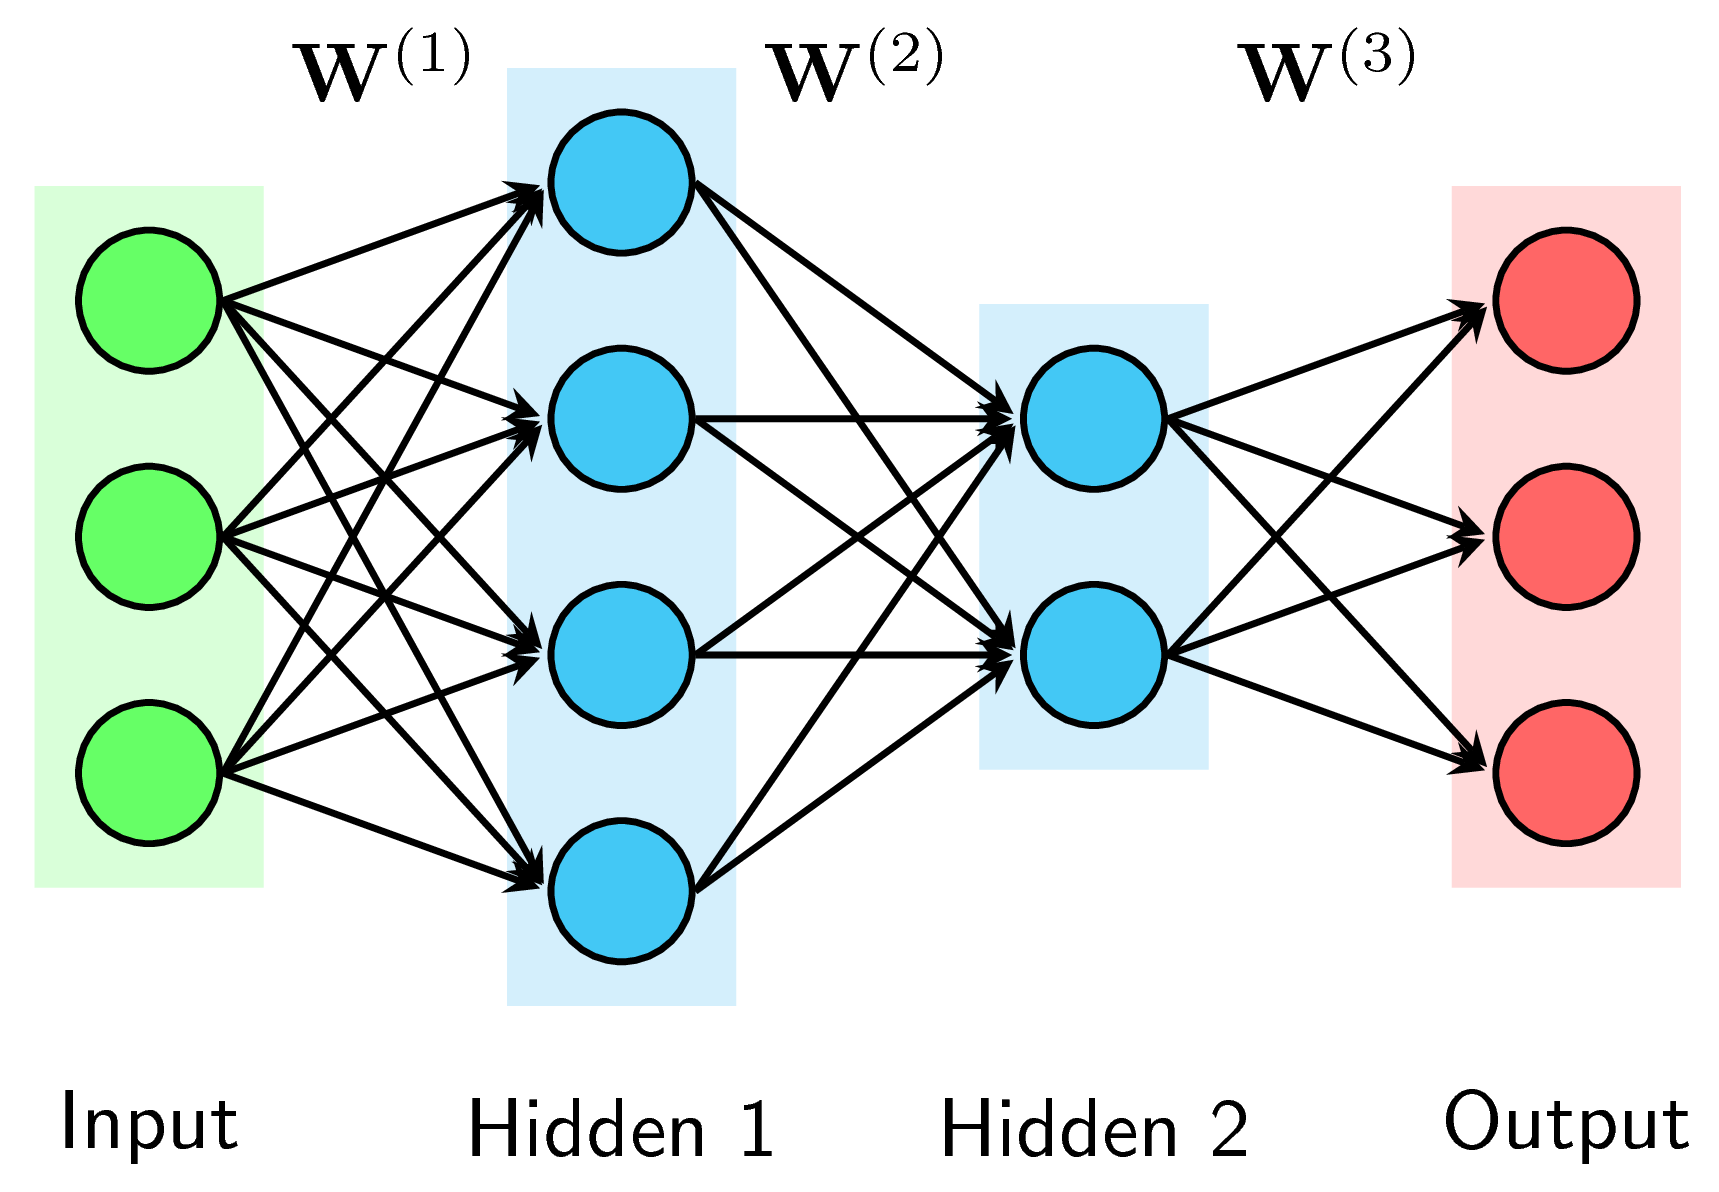 W⁽¹⁾ W⁽²⁾ W⁽³⁾
Input Hidden 1 Hidden 2 Output